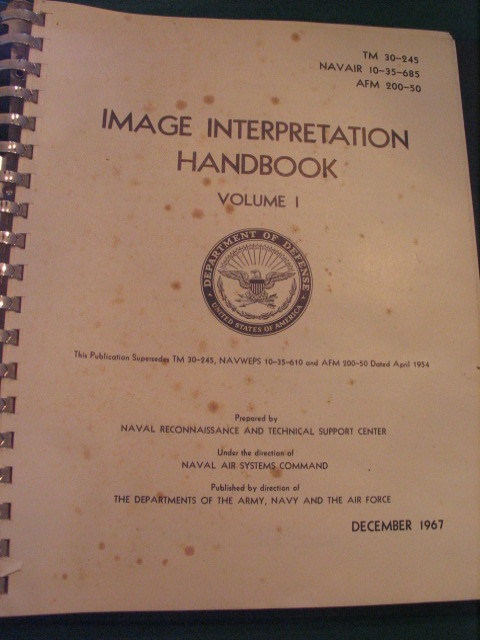 TM 30-245
NAVAIR 10-35-685
AFM 200-50
IMAGE INTERPRETATION
HANDBOOK
VOLUME I
DEPARTMENT OF DEFENSE
UNITED STATES OF AMERICA
This Publication Supersedes TM 30-245, NAVWEPS 10-35-610 and AFM 200-50 Dated April 1954
Prepared by
NAVAL RECONNAISSANCE AND TECHNICAL SUPPORT CENTER
Under the direction of
NAVAL AIR SYSTEMS COMMAND
Published by direction of
THE DEPARTMENTS OF THE ARMY, NAVY AND THE AIR FORCE
DECEMBER 1967